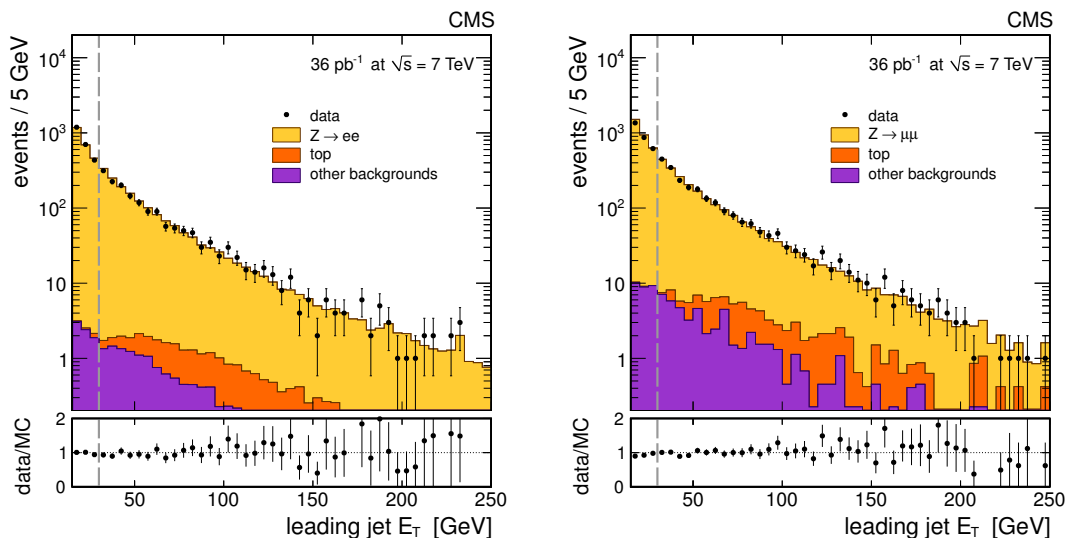 CMS
36 pb⁻¹ at √s = 7 TeV
events / 5 GeV
10⁴
10³
10²
10
1
data
Z → ee
top
other backgrounds
data/MC
2
1
0
50 100 150 200 250
leading jet E_T [GeV]
CMS
36 pb⁻¹ at √s = 7 TeV
events / 5 GeV
10⁴
10³
10²
10
1
data
Z → μμ
top
other backgrounds
data/MC
2
1
0
50 100 150 200 250
leading jet E_T [GeV]